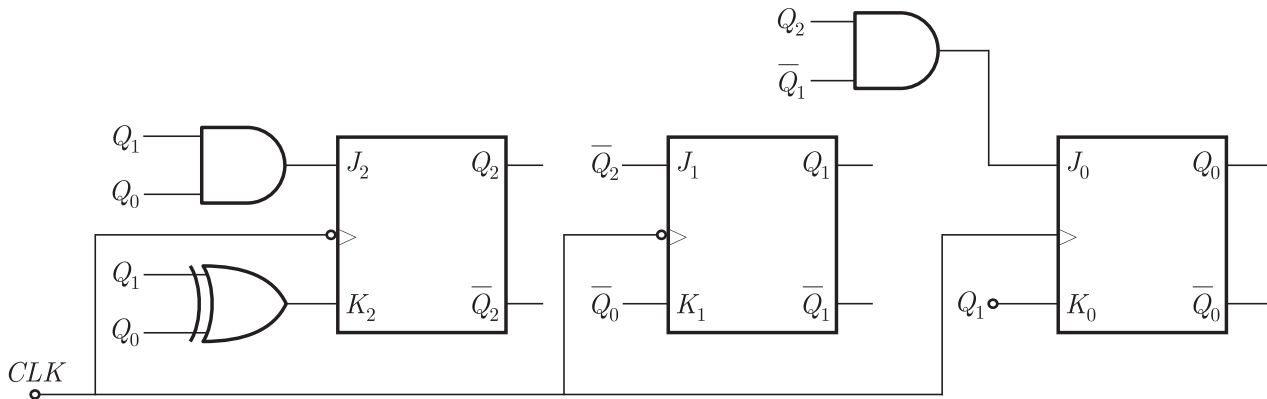 Q₂
Q̅₁
Q₁
Q₀
J₂ Q₂
Q̅₂
J₁ Q₁
J₀ Q₀
Q₁
Q₀
K₂ Q̅₂
Q̅₀
K₁ Q̅₁
Q₁
K₀ Q̅₀
CLK